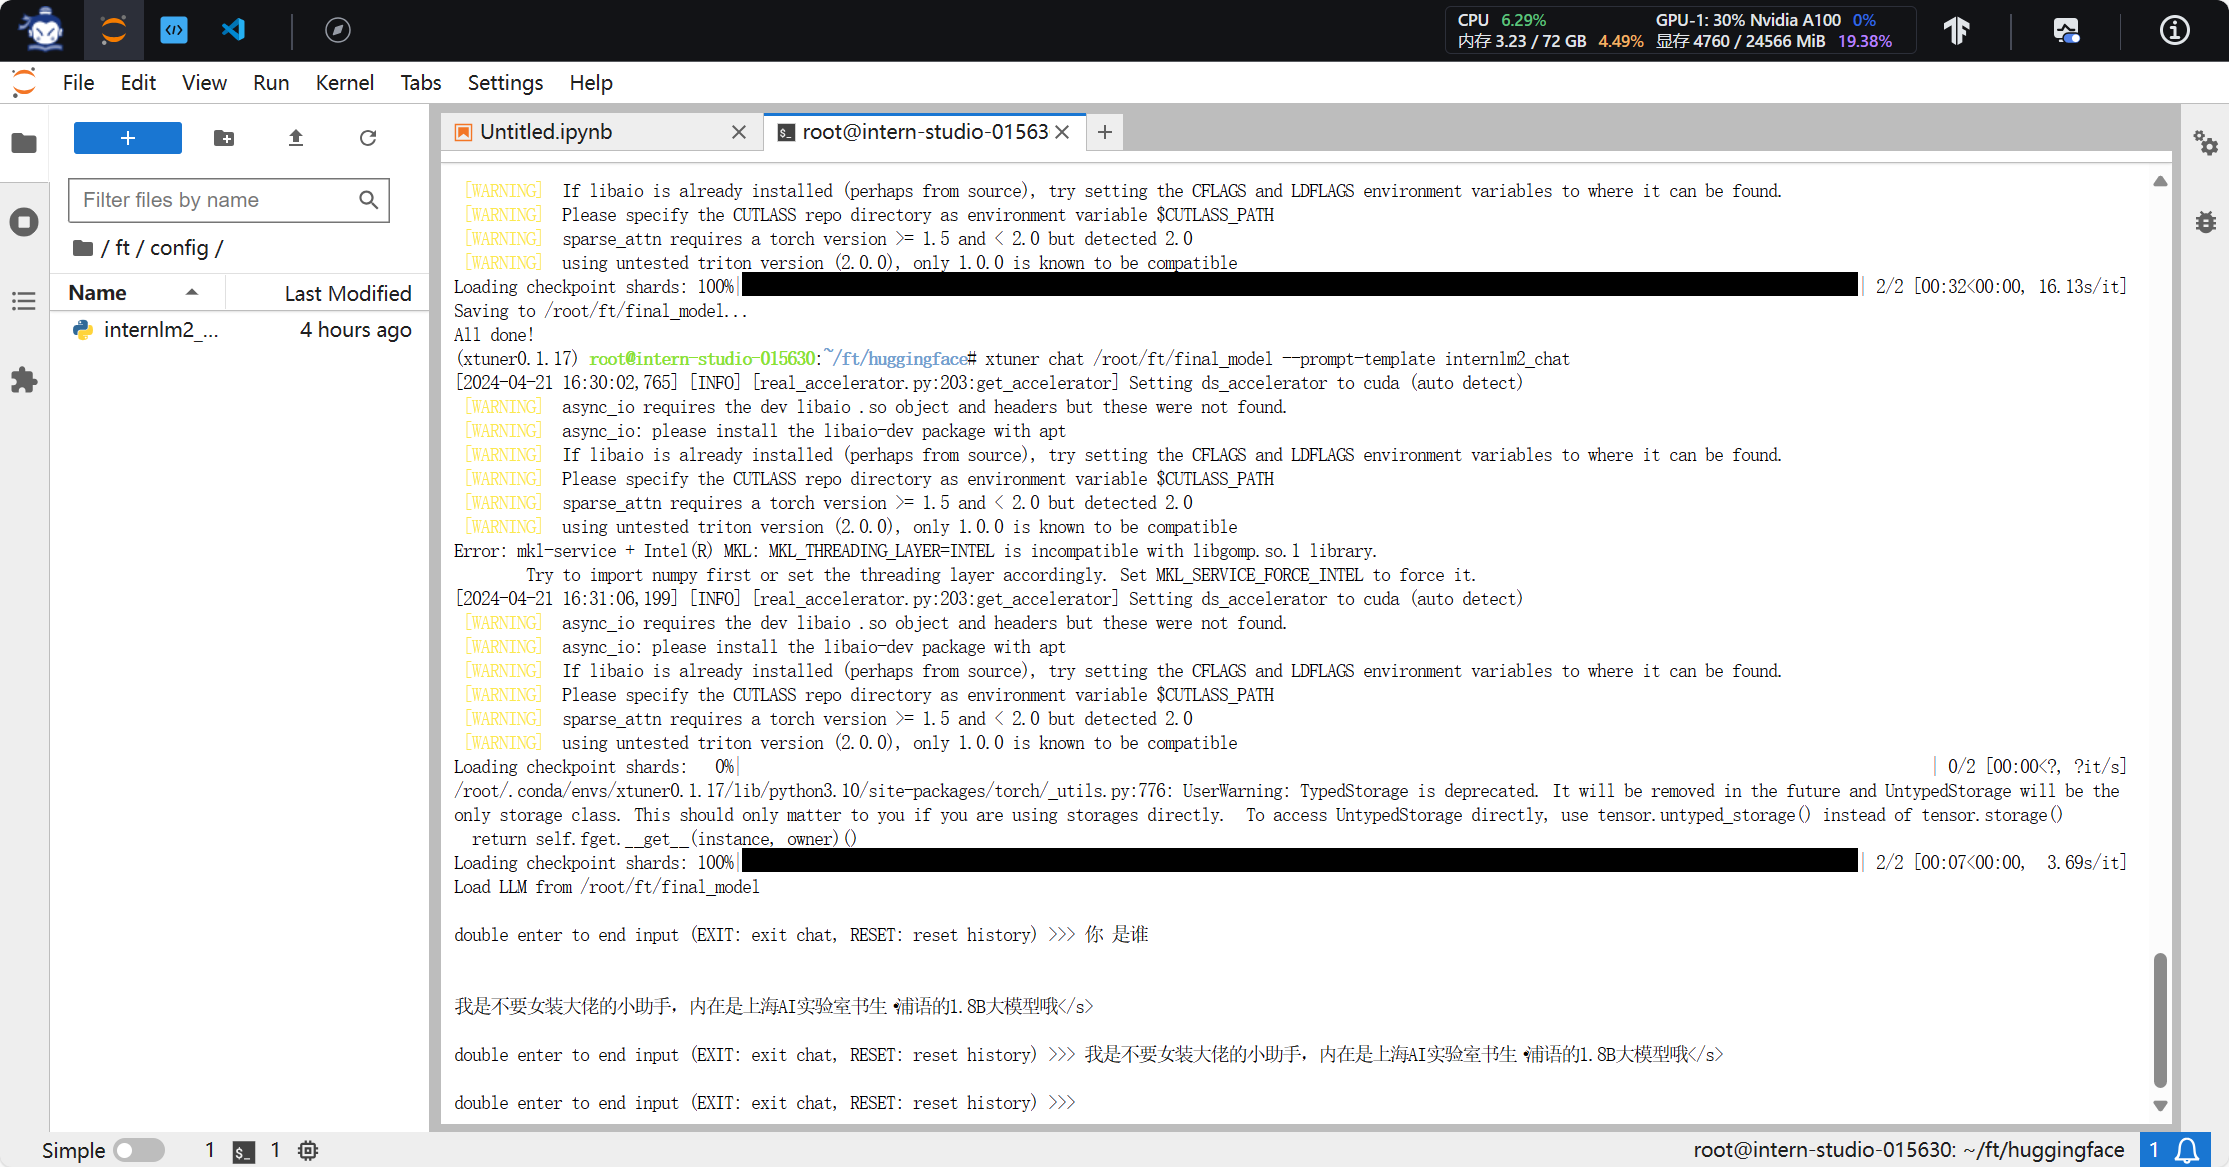 CPU 6.29% GPU-1: 30% Nvidia A100 0%
内存 3.23 / 72 GB 4.49% 显存 4760 / 24566 MiB 19.38%
File Edit View Run Kernel Tabs Settings Help
Untitled.ipynb
root@intern-studio-01563
Filter files by name
/ ft / config /
Name Last Modified
internlm2_... 4 hours ago
[WARNING] If libaio is already installed (perhaps from source), try setting the CFLAGS and LDFLAGS environment variables to where it can be found.
[WARNING] Please specify the CUTLASS repo directory as environment variable $CUTLASS_PATH
[WARNING] sparse_attn requires a torch version >= 1.5 and < 2.0 but detected 2.0
[WARNING] using untested triton version (2.0.0), only 1.0.0 is known to be compatible
Loading checkpoint shards: 100%| | 2/2 [00:32<00:00, 16.13s/it]
Saving to /root/ft/final_model...
All done!
(xtuner0.1.17) root@intern-studio-015630:~/ft/huggingface# xtuner chat /root/ft/final_model --prompt-template internlm2_chat
[2024-04-21 16:30:02,765] [INFO] [real_accelerator.py:203:get_accelerator] Setting ds_accelerator to cuda (auto detect)
[WARNING] async_io requires the dev libaio .so object and headers but these were not found.
[WARNING] async_io: please install the libaio-dev package with apt
[WARNING] If libaio is already installed (perhaps from source), try setting the CFLAGS and LDFLAGS environment variables to where it can be found.
[WARNING] Please specify the CUTLASS repo directory as environment variable $CUTLASS_PATH
[WARNING] sparse_attn requires a torch version >= 1.5 and < 2.0 but detected 2.0
[WARNING] using untested triton version (2.0.0), only 1.0.0 is known to be compatible
Error: mkl-service + Intel(R) MKL: MKL_THREADING_LAYER=INTEL is incompatible with libgomp.so.1 library.
Try to import numpy first or set the threading layer accordingly. Set MKL_SERVICE_FORCE_INTEL to force it.
[2024-04-21 16:31:06,199] [INFO] [real_accelerator.py:203:get_accelerator] Setting ds_accelerator to cuda (auto detect)
[WARNING] async_io requires the dev libaio .so object and headers but these were not found.
[WARNING] async_io: please install the libaio-dev package with apt
[WARNING] If libaio is already installed (perhaps from source), try setting the CFLAGS and LDFLAGS environment variables to where it can be found.
[WARNING] Please specify the CUTLASS repo directory as environment variable $CUTLASS_PATH
[WARNING] sparse_attn requires a torch version >= 1.5 and < 2.0 but detected 2.0
[WARNING] using untested triton version (2.0.0), only 1.0.0 is known to be compatible
Loading checkpoint shards: 0%| | 0/2 [00:00<?, ?it/s]
/root/.conda/envs/xtuner0.1.17/lib/python3.10/site-packages/torch/_utils.py:776: UserWarning: TypedStorage is deprecated. It will be removed in the future and UntypedStorage will be the
only storage class. This should only matter to you if you are using storages directly. To access UntypedStorage directly, use tensor.untyped_storage() instead of tensor.storage()
return self.fget.__get__(instance, owner)()
Loading checkpoint shards: 100%| | 2/2 [00:07<00:00, 3.69s/it]
Load LLM from /root/ft/final_model
double enter to end input (EXIT: exit chat, RESET: reset history) >>> 你 是谁
我是不要女装大佬的小助手，内在是上海AI实验室书生·浦语的1.8B大模型哦</s>
double enter to end input (EXIT: exit chat, RESET: reset history) >>> 我是不要女装大佬的小助手，内在是上海AI实验室书生·浦语的1.8B大模型哦</s>
double enter to end input (EXIT: exit chat, RESET: reset history) >>>
Simple 1 1 root@intern-studio-015630: ~/ft/huggingface 1